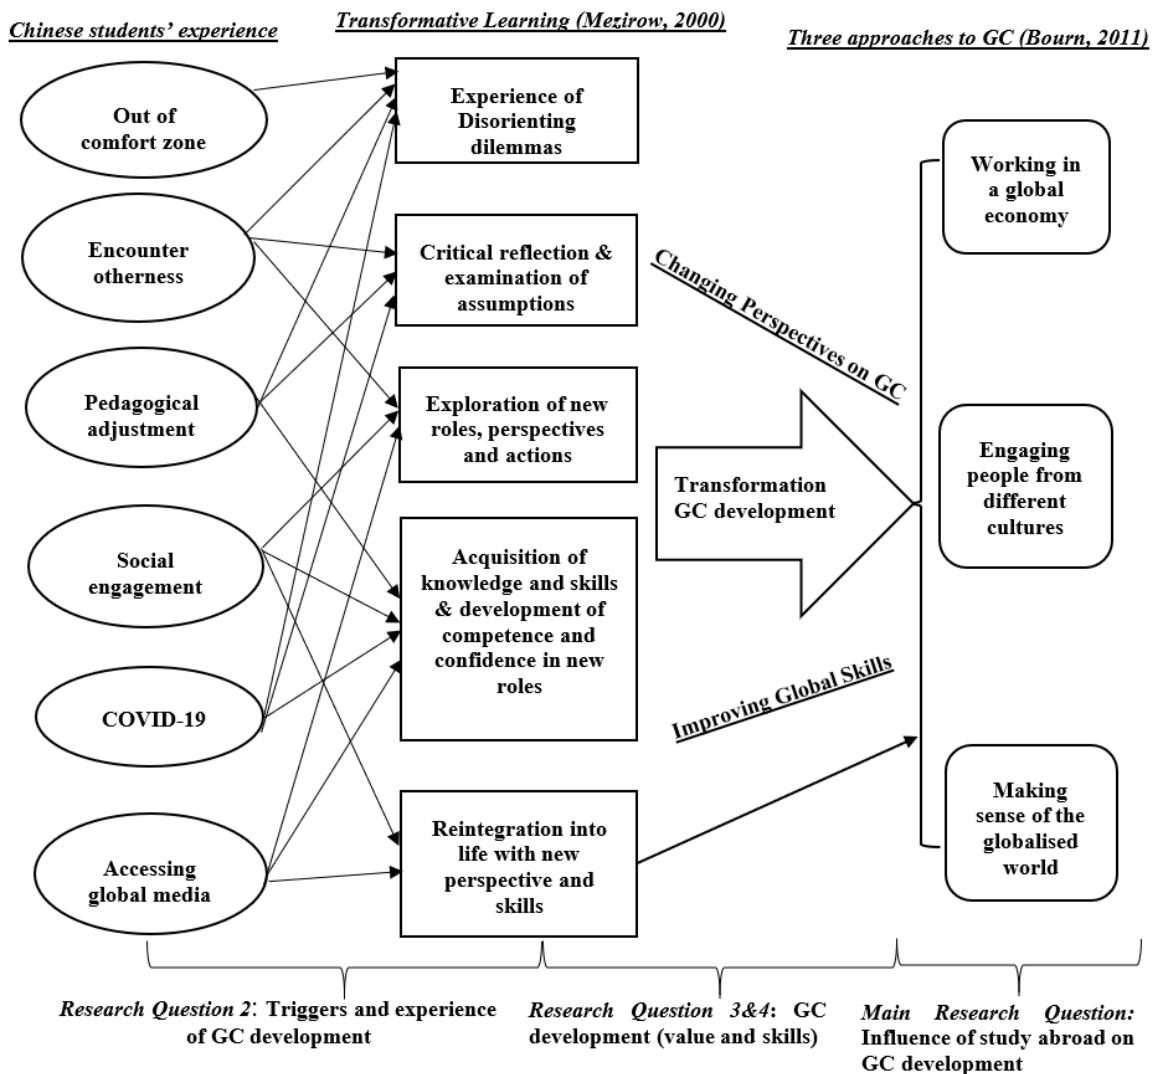 Chinese students' experience
Transformative Learning (Mezirow, 2000)
Three approaches to GC (Bourn, 2011)
Out of
comfort zone
Encounter
otherness
Pedagogical
adjustment
Social
engagement
COVID-19
Accessing
global media
Experience of
Disorienting
dilemmas
Critical reflection &
examination of
assumptions
Exploration of new
roles, perspectives
and actions
Acquisition of
knowledge and skills
& development of
competence and
confidence in new
roles
Reintegration into
life with new
perspective and
skills
Changing Perspectives on GC
Transformation
GC development
Improving Global Skills
Working in
a global
economy
Engaging
people from
different
cultures
Making
sense of the
globalised
world
Research Question 2: Triggers and experience
of GC development
Research Question 3&4: GC
development (value and skills)
Main Research Question:
Influence of study abroad on
GC development